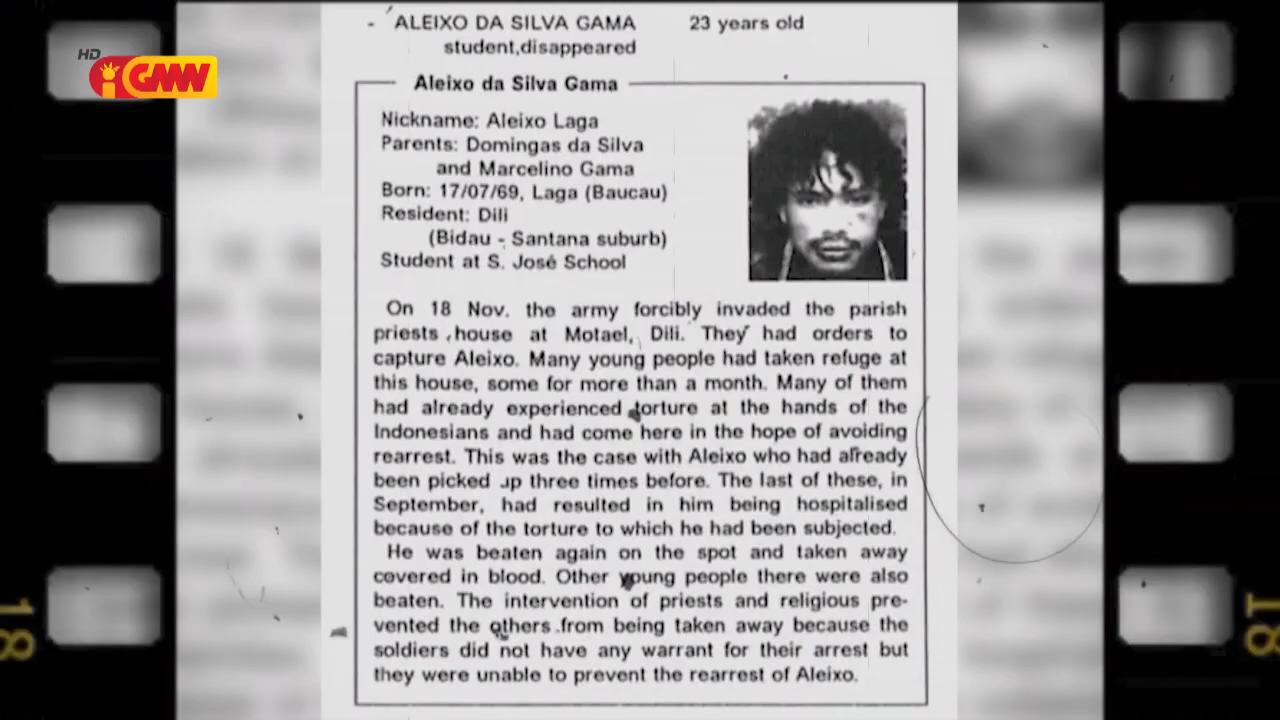 - ALEIXO DA SILVA GAMA 23 years old
student,disappeared
HD
iGMW
Aleixo da Silva Gama
Nickname: Aleixo Laga
Parents: Domingas da Silva
and Marcelino Gama
Born: 17/07/69, Laga (Baucau)
Resident: Dili
(Bidau - Santana suburb)
Student at S. José School
On 18 Nov. the army forcibly invaded the parish
priests house at Motael, Dili. They had orders to
capture Aleixo. Many young people had taken refuge at
this house, some for more than a month. Many of them
had already experienced torture at the hands of the
Indonesians and had come here in the hope of avoiding
rearrest. This was the case with Aleixo who had already
been picked up three times before. The last of these, in
September, had resulted in him being hospitalised
because of the torture to which he had been subjected.
He was beaten again on the spot and taken away
covered in blood. Other young people there were also
beaten. The intervention of priests and religious pre-
vented the others from being taken away because the
soldiers did not have any warrant for their arrest but
they were unable to prevent the rearrest of Aleixo.
18
18